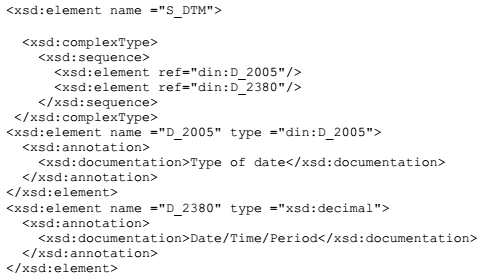 <xsd:element name ="S_DTM">
  <xsd:complexType>
    <xsd:sequence>
      <xsd:element ref="din:D_2005"/>
      <xsd:element ref="din:D_2380"/>
    </xsd:sequence>
 </xsd:complexType>
<xsd:element name ="D_2005" type ="din:D_2005">
  <xsd:annotation>
    <xsd:documentation>Type of date</xsd:documentation>
  </xsd:annotation>
</xsd:element>
<xsd:element name ="D_2380" type ="xsd:decimal">
  <xsd:annotation>
    <xsd:documentation>Date/Time/Period</xsd:documentation>
  </xsd:annotation>
</xsd:element>